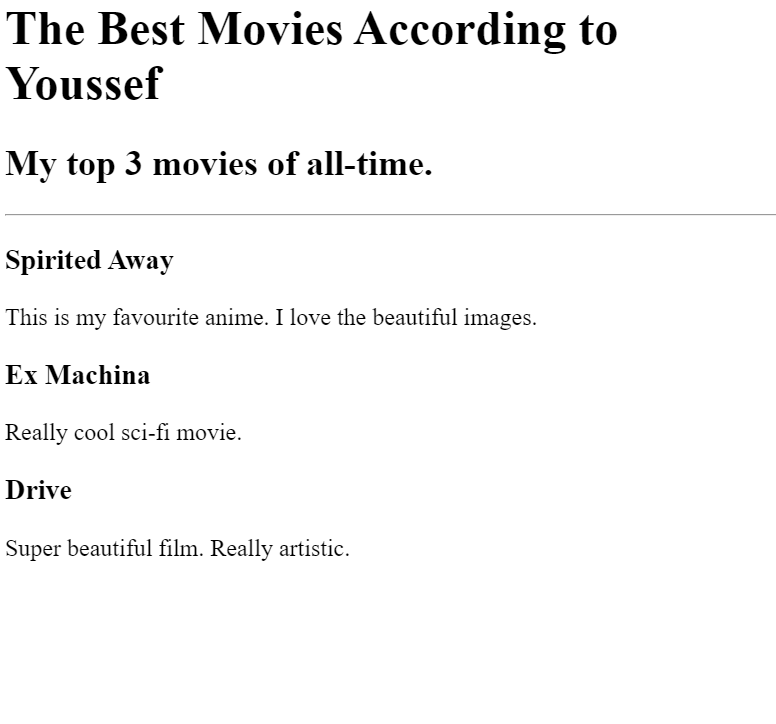 The Best Movies According to
Youssef
My top 3 movies of all-time.
Spirited Away
This is my favourite anime. I love the beautiful images.
Ex Machina
Really cool sci-fi movie.
Drive
Super beautiful film. Really artistic.